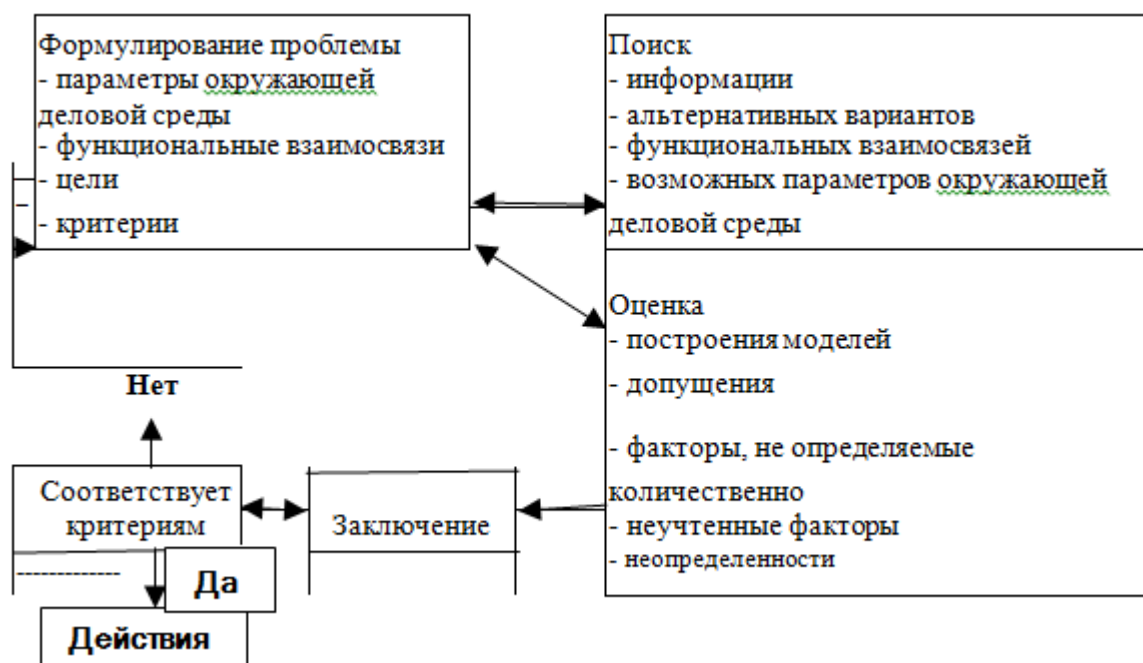 Формулирование проблемы
- параметры окружающей
деловой среды
- функциональные взаимосвязи
- цели
- критерии
Поиск
- информации
- альтернативных вариантов
- функциональных взаимосвязей
- возможных параметров окружающей
деловой среды
Оценка
- построения моделей
- допущения
- факторы, не определяемые
количественно
- неучтенные факторы
- неопределенности
Нет
Соответствует
критериям
-------------
Заключение
Да
Действия